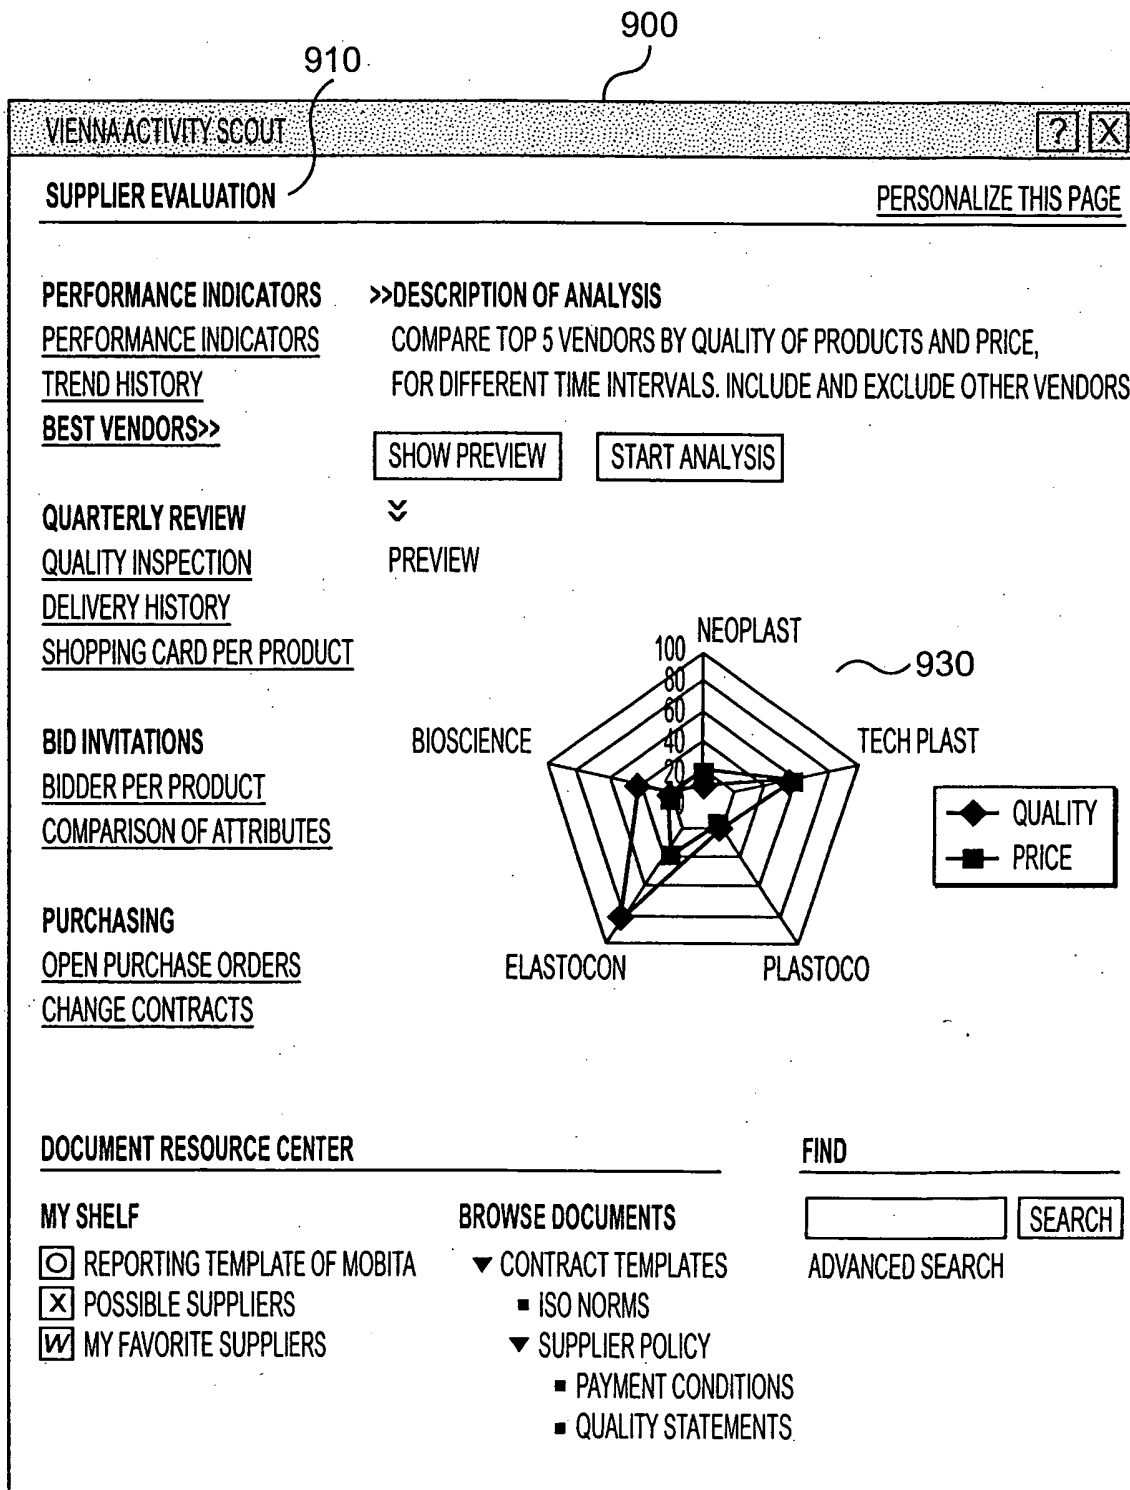 900
910
VIENNA ACTIVITY SCOUT
? X
SUPPLIER EVALUATION
PERSONALIZE THIS PAGE
PERFORMANCE INDICATORS
PERFORMANCE INDICATORS
TREND HISTORY
BEST VENDORS>>
>>DESCRIPTION OF ANALYSIS
COMPARE TOP 5 VENDORS BY QUALITY OF PRODUCTS AND PRICE,
FOR DIFFERENT TIME INTERVALS. INCLUDE AND EXCLUDE OTHER VENDORS
SHOW PREVIEW
START ANALYSIS
QUARTERLY REVIEW
QUALITY INSPECTION
DELIVERY HISTORY
SHOPPING CARD PER PRODUCT
PREVIEW
NEOPLAST
100
80
60
40
20
0
930
BIOSCIENCE
TECH PLAST
QUALITY
PRICE
ELASTOCON
PLASTOCO
BID INVITATIONS
BIDDER PER PRODUCT
COMPARISON OF ATTRIBUTES
PURCHASING
OPEN PURCHASE ORDERS
CHANGE CONTRACTS
DOCUMENT RESOURCE CENTER
MY SHELF
O REPORTING TEMPLATE OF MOBITA
X POSSIBLE SUPPLIERS
W MY FAVORITE SUPPLIERS
BROWSE DOCUMENTS
CONTRACT TEMPLATES
ISO NORMS
SUPPLIER POLICY
PAYMENT CONDITIONS
QUALITY STATEMENTS
FIND
SEARCH
ADVANCED SEARCH